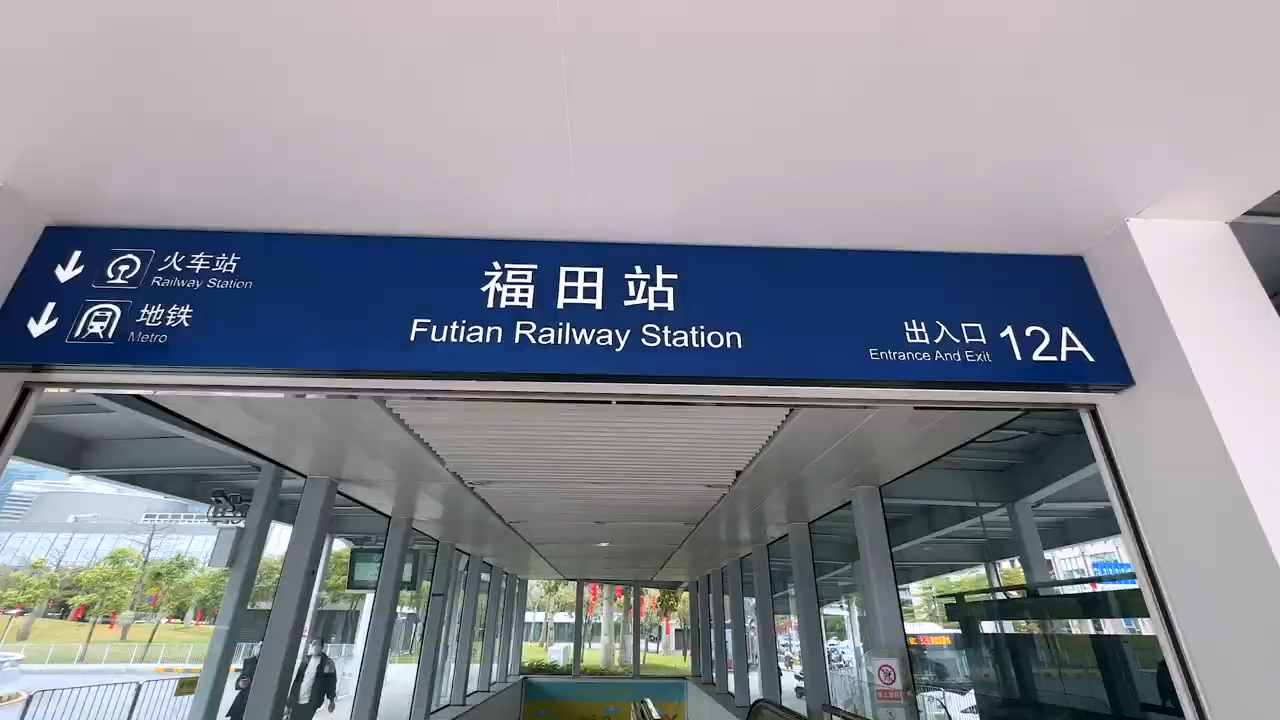 火车站
Railway Station
地铁
Metro
福田站
Futian Railway Station
出入口
Entrance And Exit
12A